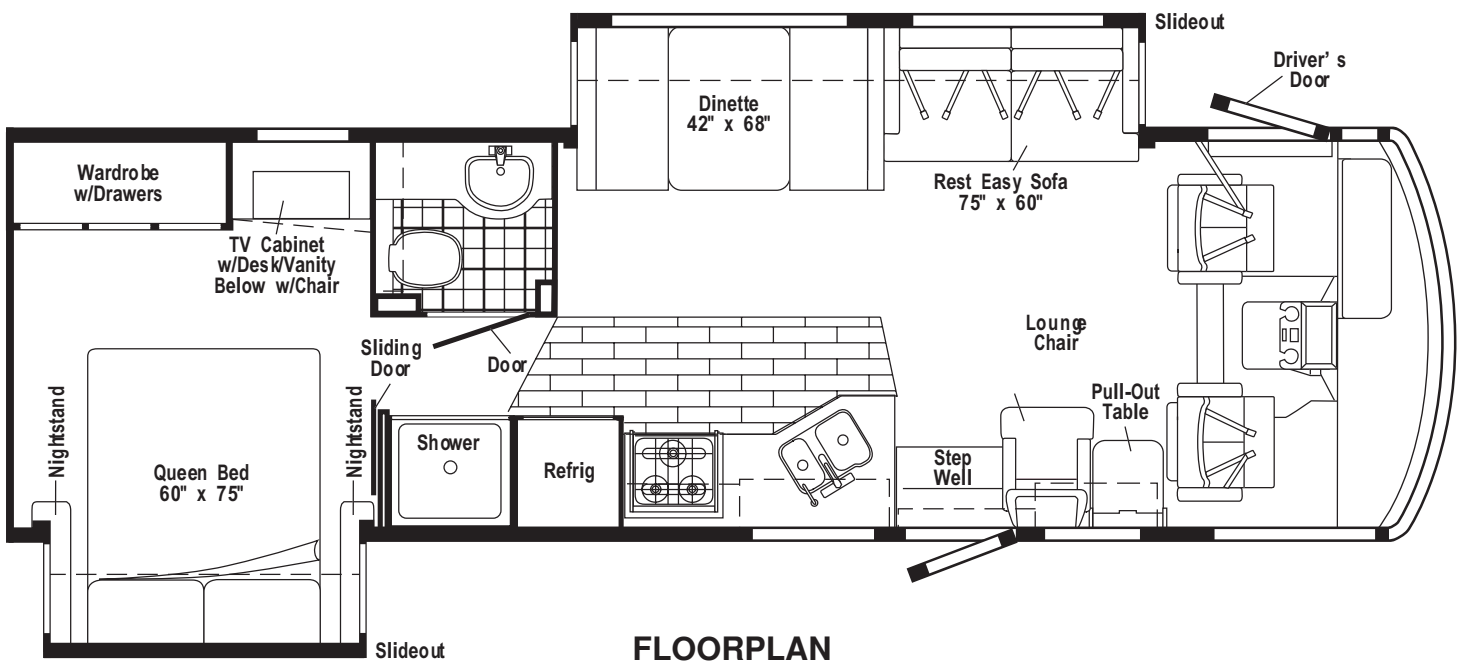 Slideout
Driver' s
Door
Dinette
42" x 68"
Wardrobe
w/Drawers
Rest Easy Sofa
75" x 60"
TV Cabinet
w/Desk/Vanity
Below w/Chair
Lounge
Chair
Sliding
Door
Door
Pull-Out
Table
Nightstand
Nightstand
Shower
Step
Well
Refrig
Queen Bed
60" x 75"
Slideout
FLOORPLAN